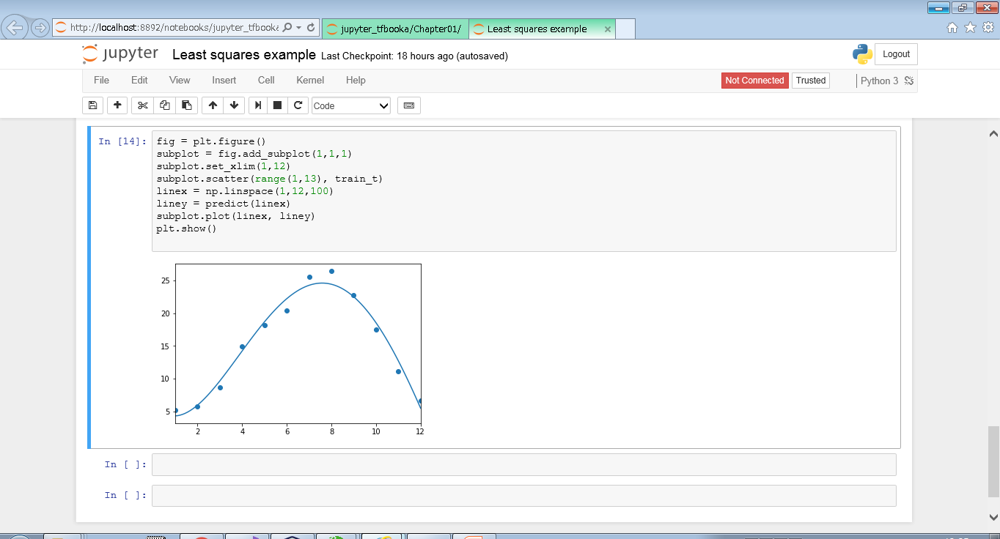 http://localhost:8892/notebooks/jupyter_tfbooka
jupyter_tfbooka/Chapter01/
Least squares example
jupyter Least squares example Last Checkpoint: 18 hours ago (autosaved)
Logout
File Edit View Insert Cell Kernel Help
Not Connected Trusted Python 3
Code
In [14]: fig = plt.figure()
subplot = fig.add_subplot(1,1,1)
subplot.set_xlim(1,12)
subplot.scatter(range(1,13), train_t)
linex = np.linspace(1,12,100)
liney = predict(linex)
subplot.plot(linex, liney)
plt.show()
25
20
15
10
5
2 4 6 8 10 12
In [ ]:
In [ ]: